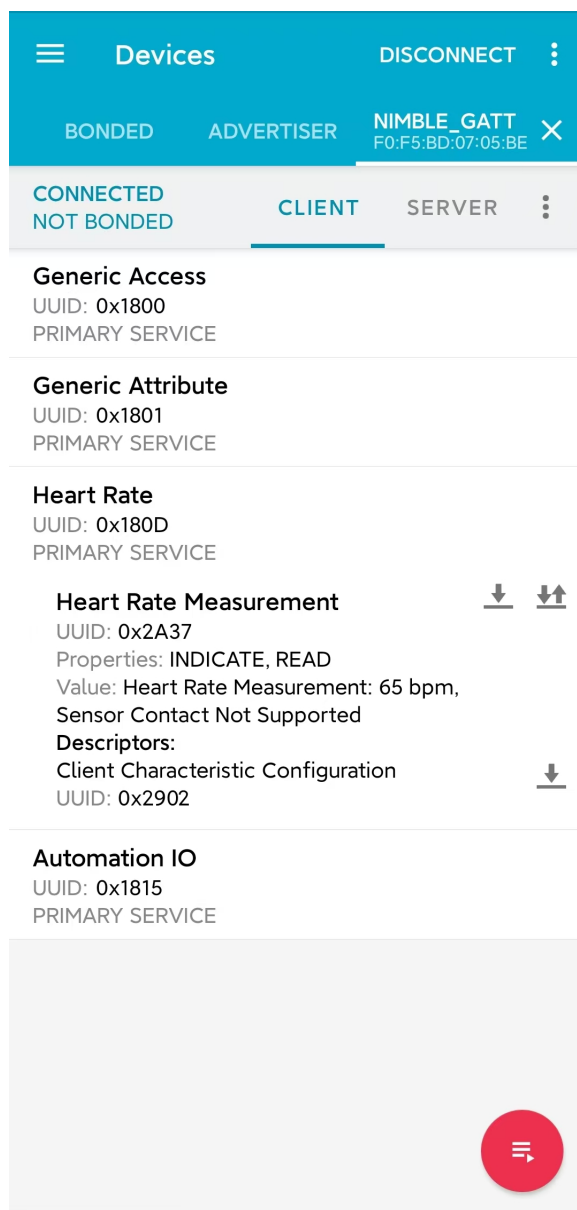 Devices
DISCONNECT
BONDED
ADVERTISER
NIMBLE_GATT
F0:F5:BD:07:05:BE
CONNECTED
NOT BONDED
CLIENT
SERVER
Generic Access
UUID: 0x1800
PRIMARY SERVICE
Generic Attribute
UUID: 0x1801
PRIMARY SERVICE
Heart Rate
UUID: 0x180D
PRIMARY SERVICE
Heart Rate Measurement
UUID: 0x2A37
Properties: INDICATE, READ
Value: Heart Rate Measurement: 65 bpm,
Sensor Contact Not Supported
Descriptors:
Client Characteristic Configuration
UUID: 0x2902
Automation IO
UUID: 0x1815
PRIMARY SERVICE